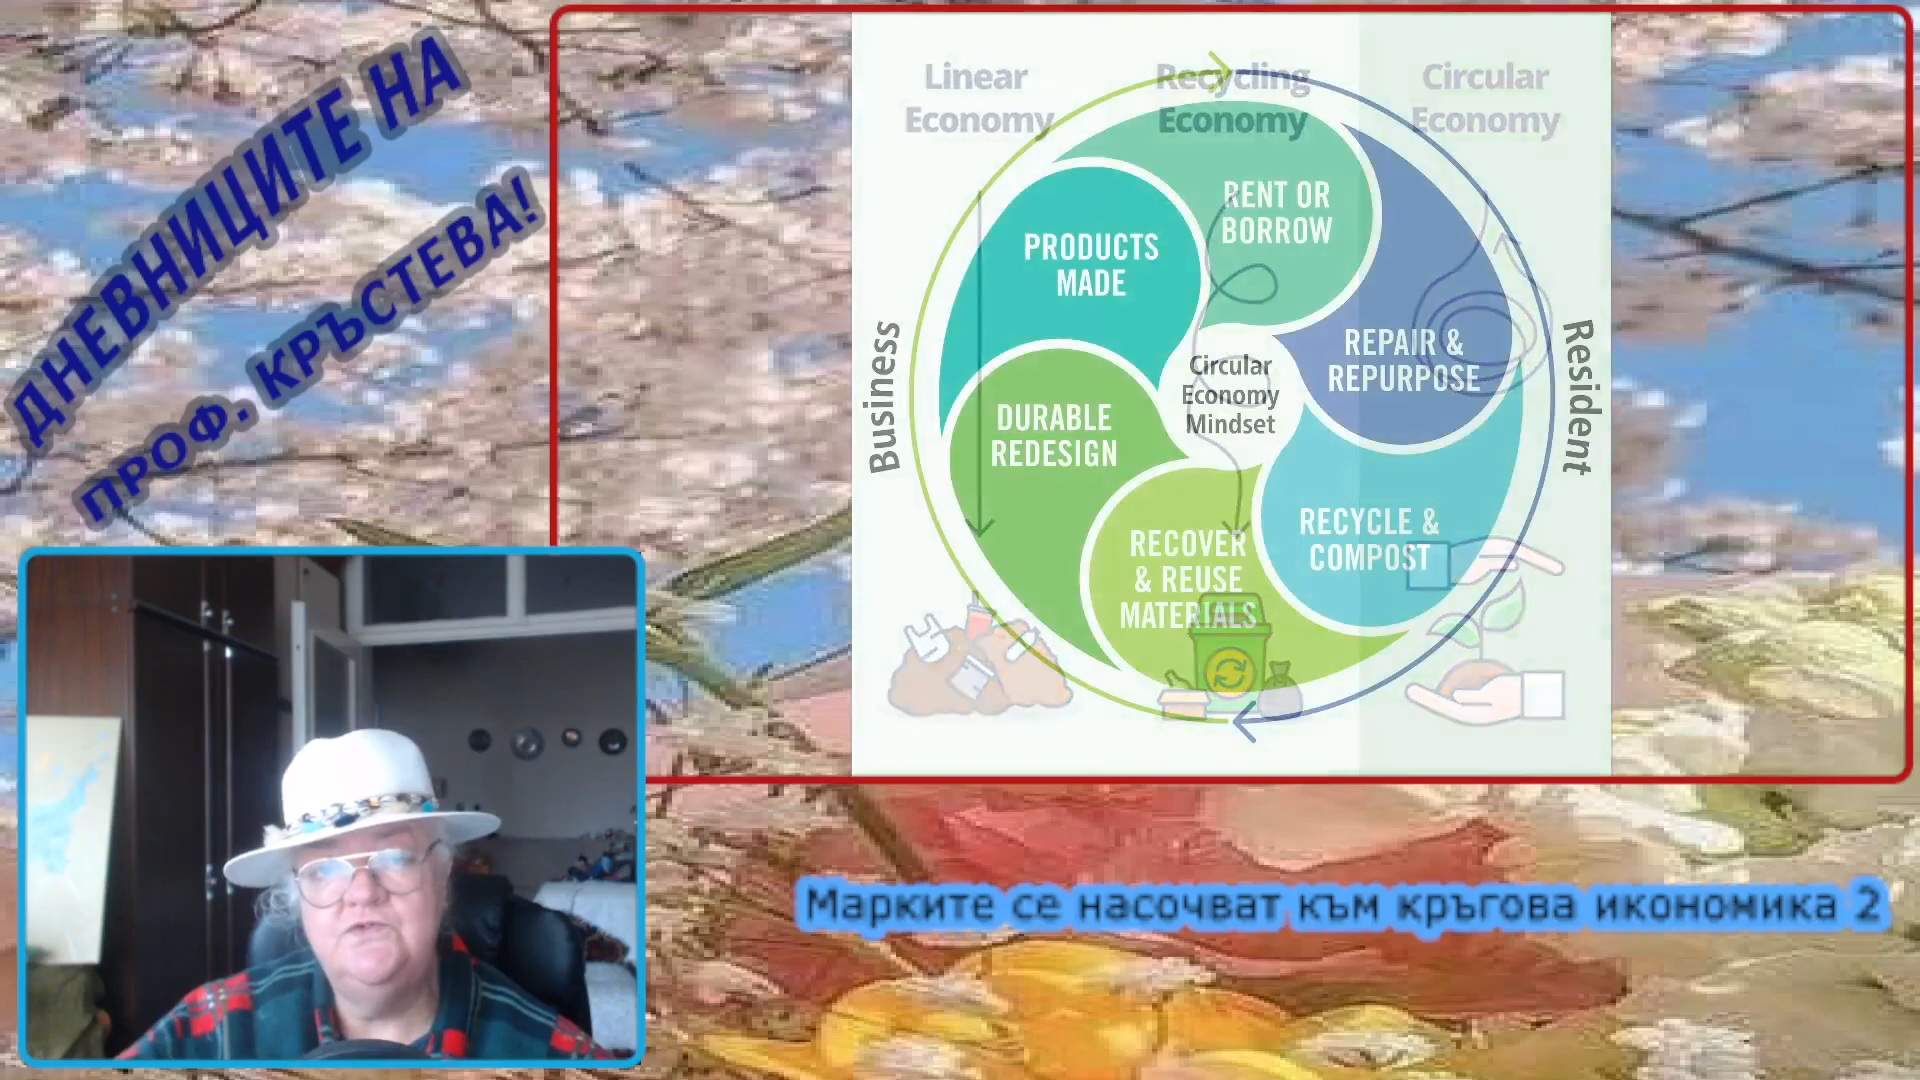 ДНЕВНИЦИТЕ НА
ПРОФ. КРЪСТЕВА!
Linear
Economy
Recycling
Economy
Circular
Economy
RENT OR
BORROW
PRODUCTS
MADE
REPAIR &
REPURPOSE
Circular
Economy
Mindset
Business
Resident
DURABLE
REDESIGN
RECYCLE &
COMPOST
RECOVER
& REUSE
MATERIALS
Марките се насочват към кръгова икономика 2